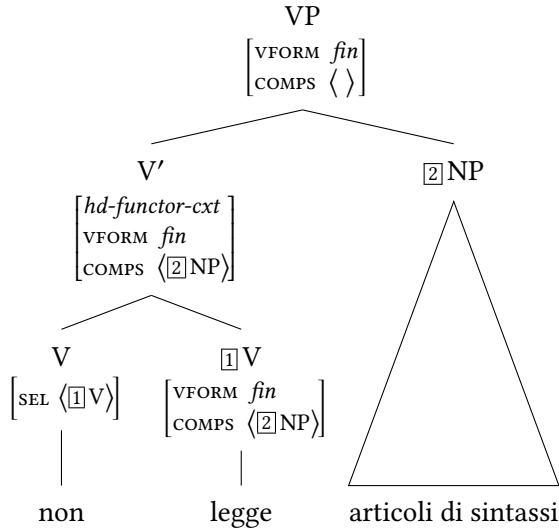 VP
[VFORM fin
COMPS ⟨ ⟩]
V′ [2]NP
[hd-functor-cxt
VFORM fin
COMPS ⟨[2]NP⟩]
V [1]V
[SEL ⟨[1]V⟩] [VFORM fin
COMPS ⟨[2]NP⟩]
non legge articoli di sintassi